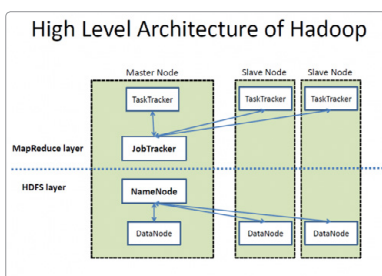 High Level Architecture of Hadoop
Master Node
Slave Node
Slave Node
TaskTracker
TaskTracker
TaskTracker
MapReduce layer
JobTracker
HDFS layer
NameNode
DataNode
DataNode
DataNode